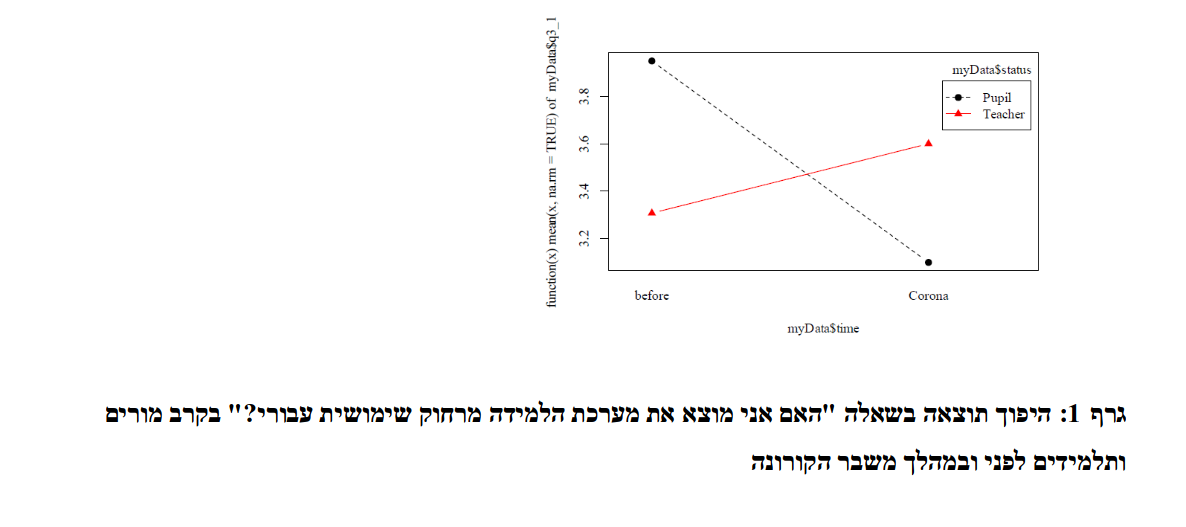 function(x) mean(x, na.rm = TRUE) of myData$q3_1
3.8
3.6
3.4
3.2
myData$status
Pupil
Teacher
before
Corona
myData$time
גרף 1: היפוך תוצאה בשאלה "האם אני מוצא את מערכת הלמידה מרחוק שימושית עבורי?" בקרב מורים
ותלמידים לפני ובמהלך משבר הקורונה